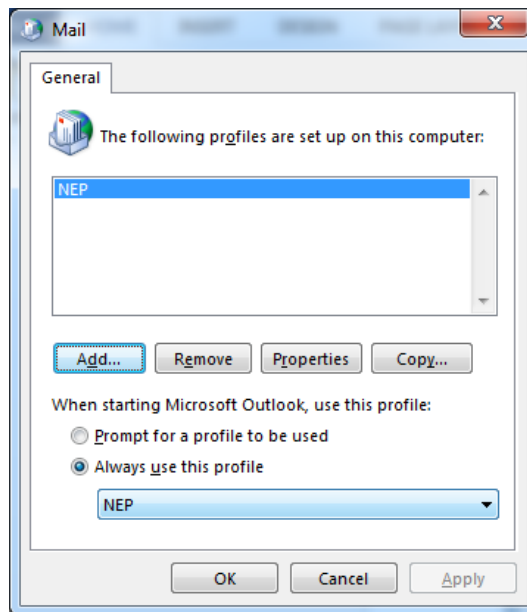 Mail
General
The following profiles are set up on this computer:
NEP
Add... Remove Properties Copy...
When starting Microsoft Outlook, use this profile:
Prompt for a profile to be used
Always use this profile
NEP
OK Cancel Apply